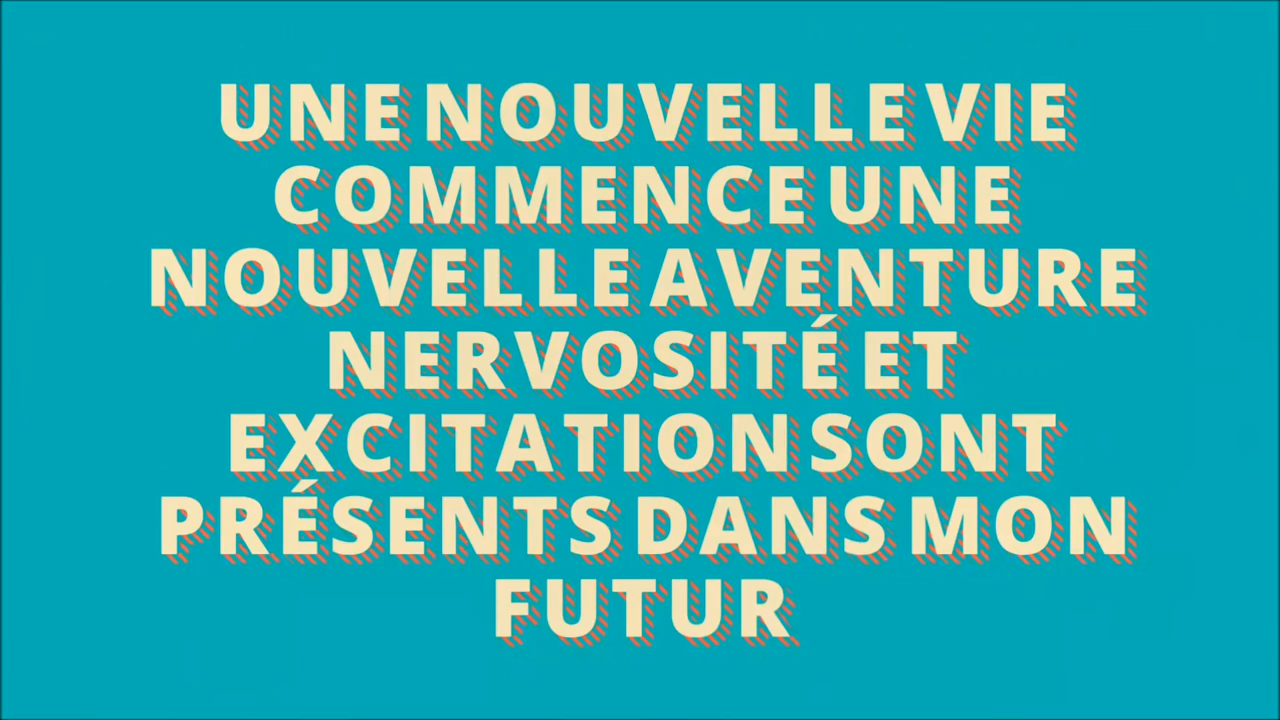 UNE NOUVELLE VIE
COMMENCE UNE
NOUVELLE AVENTURE
NERVOSITÉ ET
EXCITATION SONT
PRÉSENTS DANS MON
FUTUR